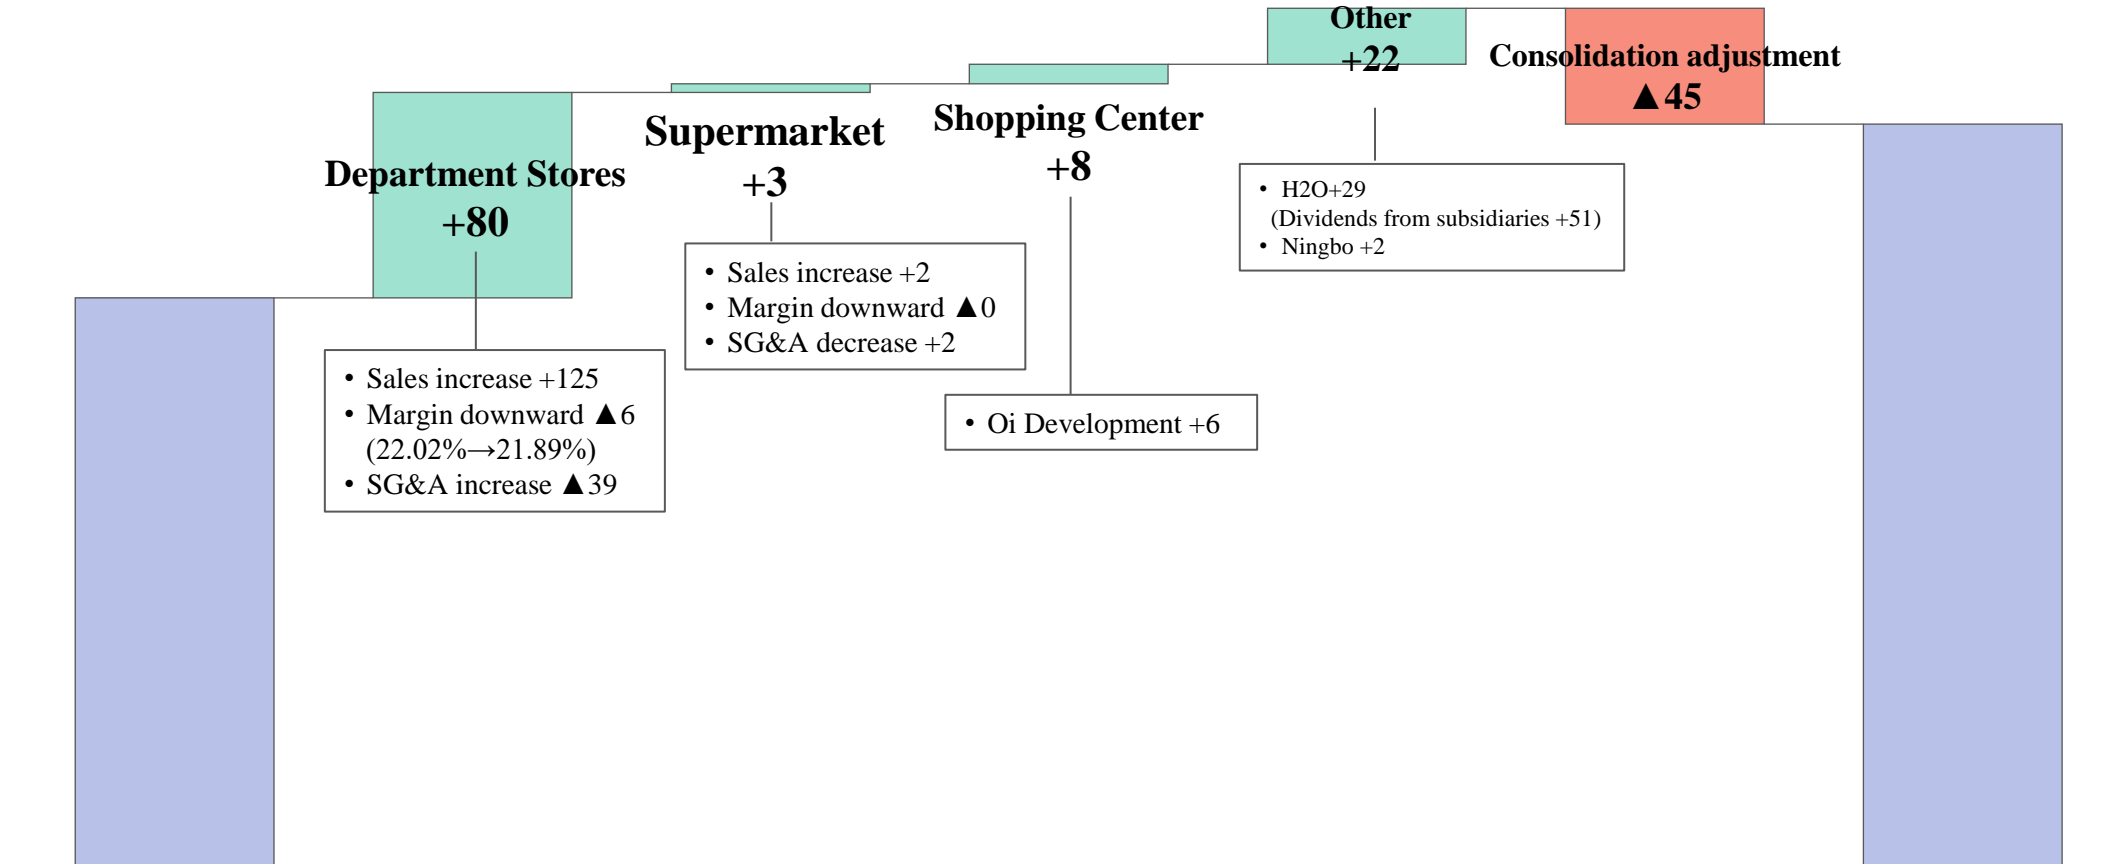 Department Stores
+80
• Sales increase +125
• Margin downward ▲6
(22.02%→21.89%)
• SG&A increase ▲39
Supermarket
+3
• Sales increase +2
• Margin downward ▲0
• SG&A decrease +2
Shopping Center
+8
• Oi Development +6
Other
+22
• H2O+29
(Dividends from subsidiaries +51)
• Ningbo +2
Consolidation adjustment
▲45